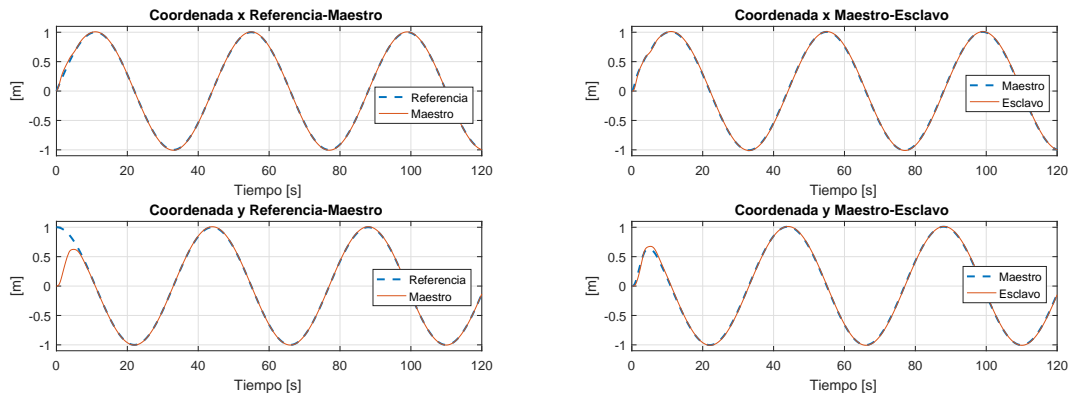 Coordenada x Referencia-Maestro
1
0.5
0
-0.5
-1
[m]
Referencia
Maestro
0 20 40 60 80 100 120
Tiempo [s]
Coordenada x Maestro-Esclavo
1
0.5
0
-0.5
-1
[m]
Maestro
Esclavo
0 20 40 60 80 100 120
Tiempo [s]
Coordenada y Referencia-Maestro
1
0.5
0
-0.5
-1
[m]
Referencia
Maestro
0 20 40 60 80 100 120
Tiempo [s]
Coordenada y Maestro-Esclavo
1
0.5
0
-0.5
-1
[m]
Maestro
Esclavo
0 20 40 60 80 100 120
Tiempo [s]